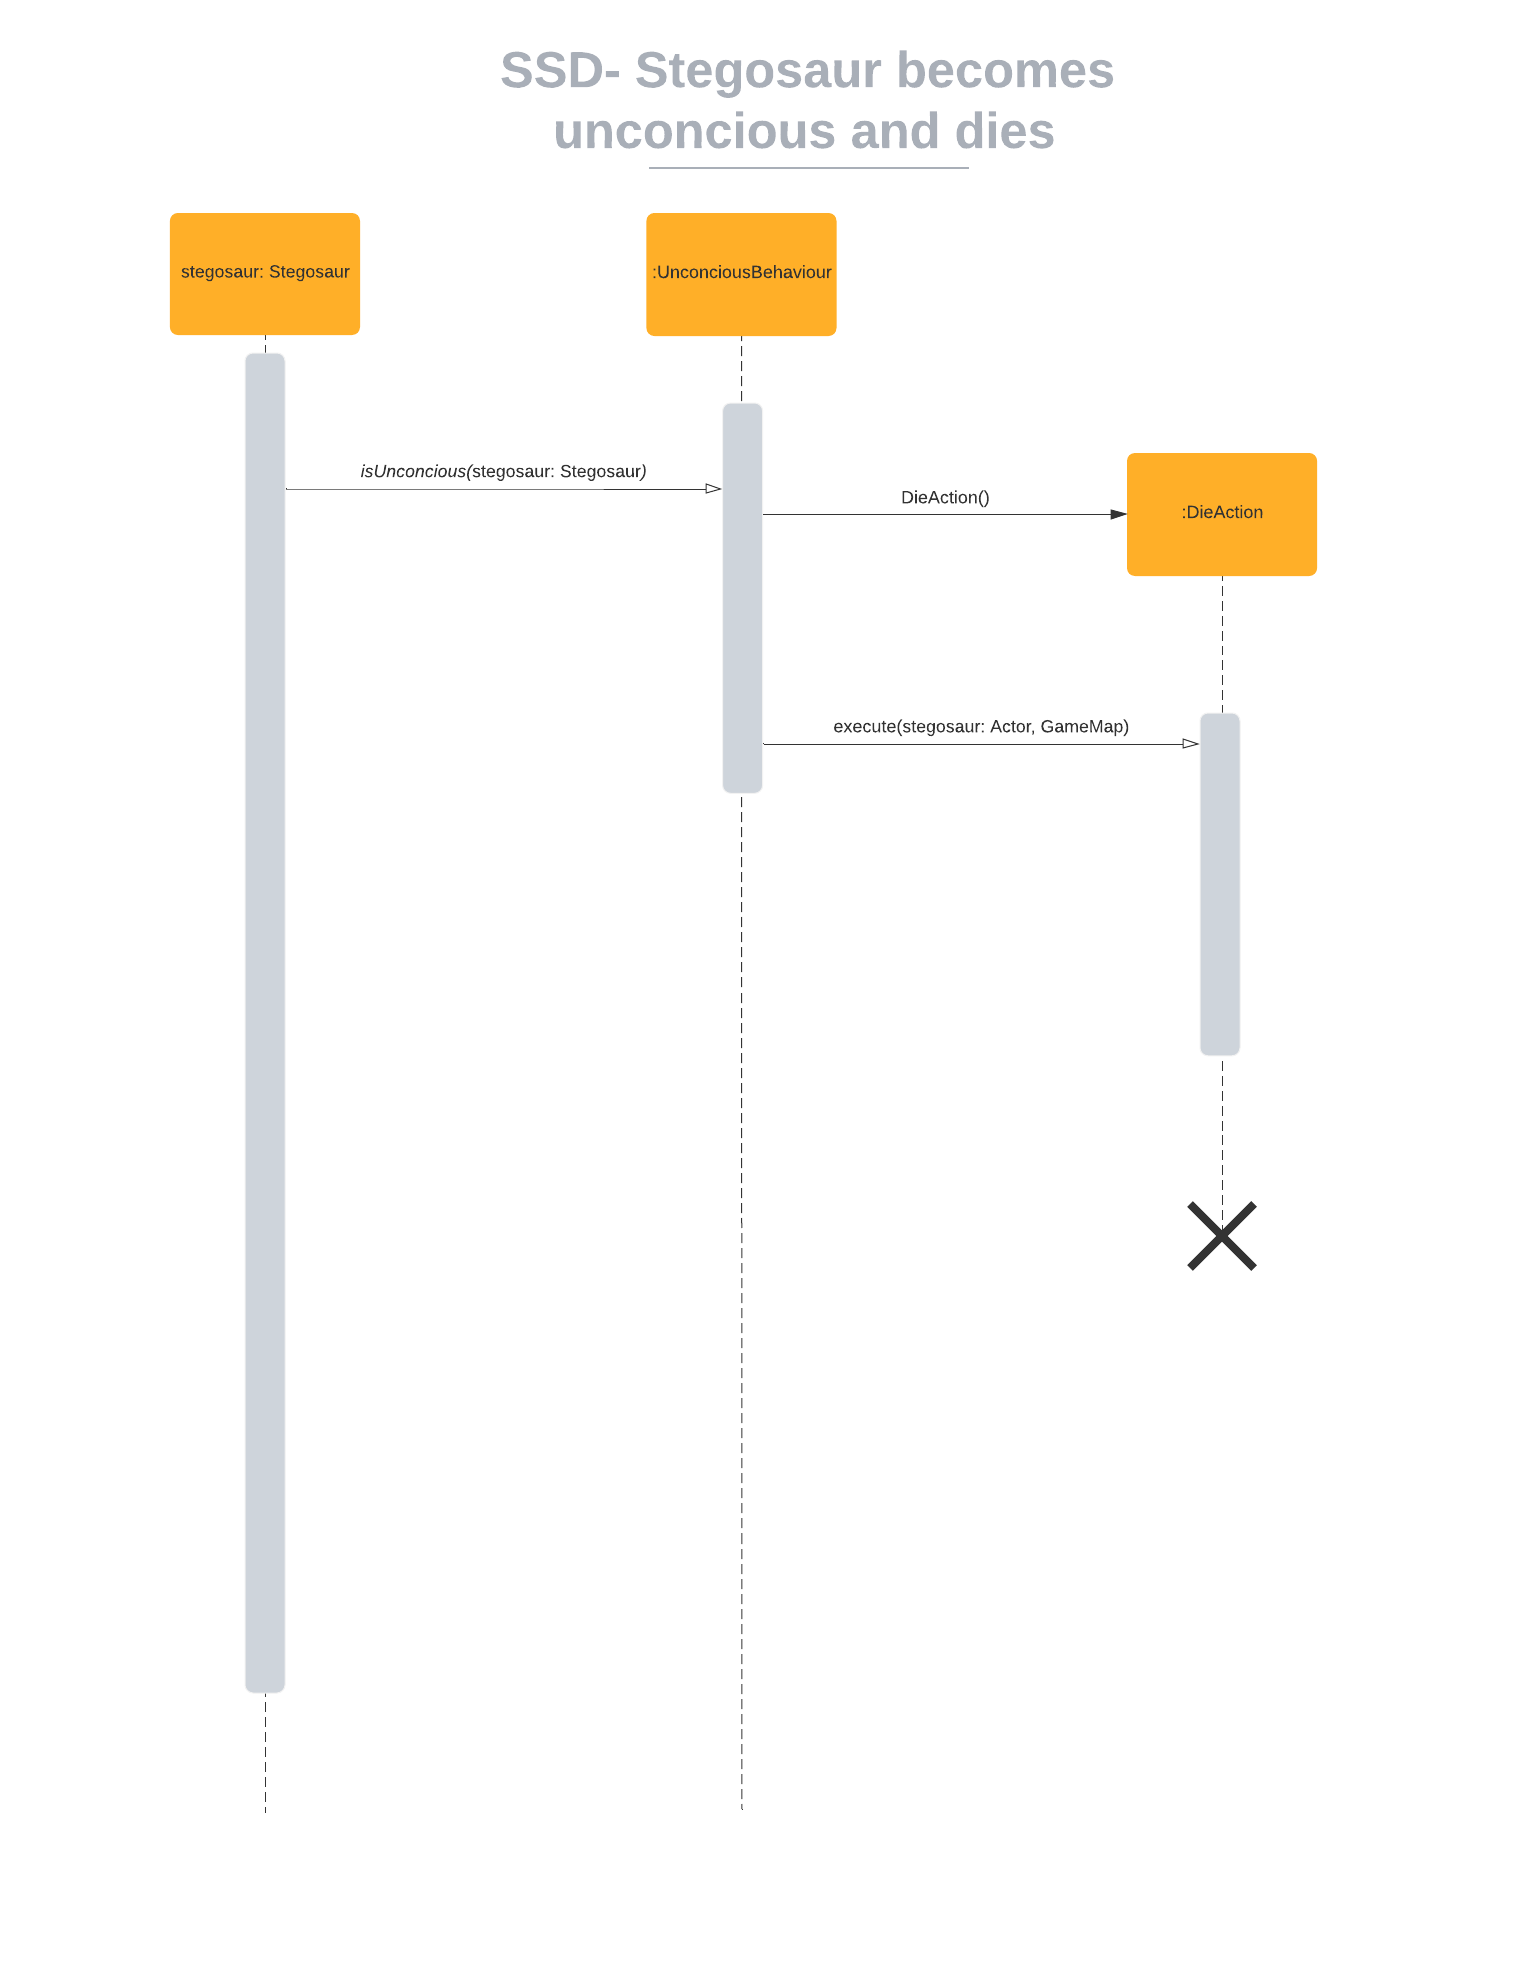 SSD- Stegosaur becomes
unconcious and dies
stegosaur: Stegosaur
:UnconciousBehaviour
isUnconcious(stegosaur: Stegosaur)
DieAction()
:DieAction
execute(stegosaur: Actor, GameMap)